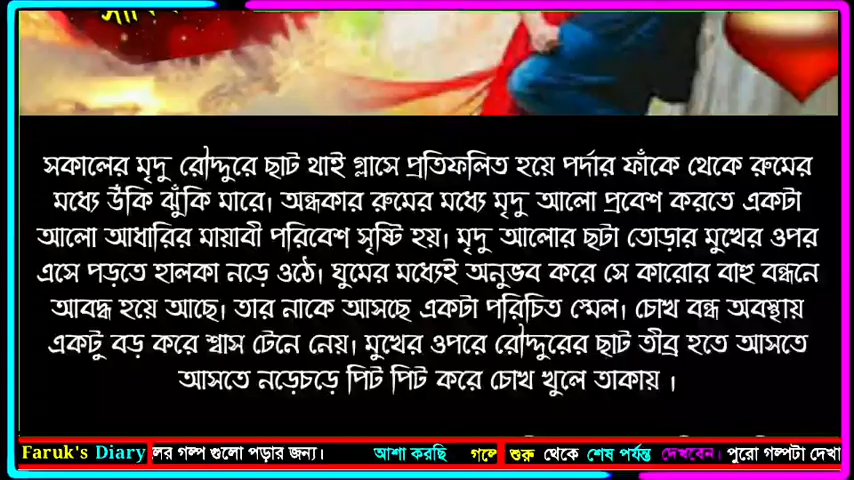 সকালের মৃদু রৌদ্দুরে ছাট থাই গ্লাসে প্রতিফলিত হয়ে পর্দার ফাঁকে থেকে রুমের
মধ্যে উঁকি ঝুঁকি মারে। অন্ধকার রুমের মধ্যে মৃদু আলো প্রবেশ করতে একটা
আলো আধারির মায়াবী পরিবেশ সৃষ্টি হয়। মৃদু আলোর ছটা তোড়ার মুখের ওপর
এসে পড়তে হালকা নড়ে ওঠে। ঘুমের মধ্যেই অনুভব করে সে কারোর বাহু বন্ধনে
আবদ্ধ হয়ে আছে। তার নাকে আসছে একটা পরিচিত স্মেল। চোখ বন্ধ অবস্থায়
একটু বড় করে শ্বাস টেনে নেয়। মুখের ওপরে রৌদ্দুরের ছাট তীব্র হতে আসতে
আসতে নড়েচড়ে পিট পিট করে চোখ খুলে তাকায় ।
Faruk's Diary লের গল্প গুলো পড়ার জন্য। আশা করছি গল্পে শুরু থেকে শেষ পর্যন্ত দেখবেন। পুরো গল্পটা দেখা